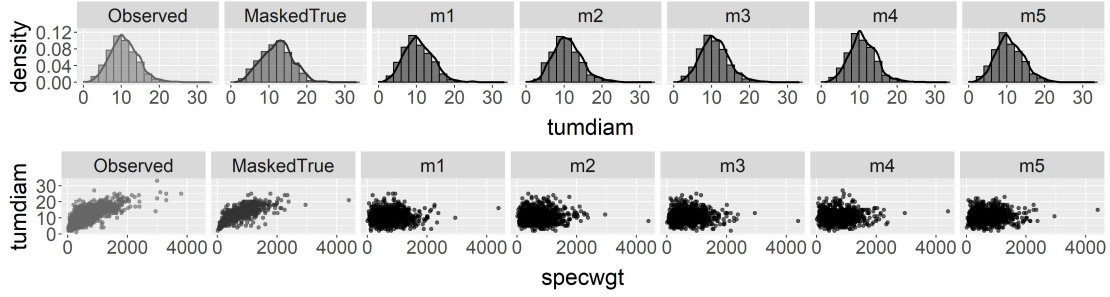 Observed MaskedTrue m1 m2 m3 m4 m5
density
0.12
0.08
0.04
0.00
0 10 20 30 0 10 20 30 0 10 20 30 0 10 20 30 0 10 20 30 0 10 20 30 0 10 20 30
tumdiam
Observed MaskedTrue m1 m2 m3 m4 m5
tumdiam
30
20
10
0
0 2000 4000 0 2000 4000 0 2000 4000 0 2000 4000 0 2000 4000 0 2000 4000 0 2000 4000
specwgt